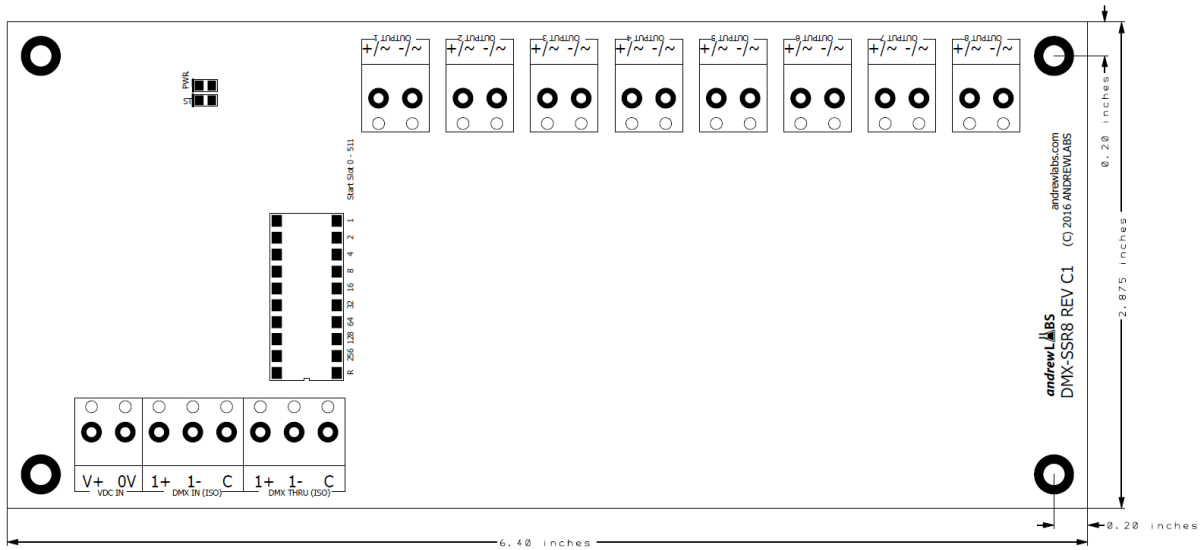 OUTPUT 1
OUTPUT 2
OUTPUT 3
OUTPUT 4
OUTPUT 5
OUTPUT 6
OUTPUT 7
OUTPUT 8
+/~ -/~
+/~ -/~
+/~ -/~
+/~ -/~
+/~ -/~
+/~ -/~
+/~ -/~
+/~ -/~
PWR
ST
Start Slot 0 - 511
1
2
4
8
16
32
64
128
256
R
V+ 0V
VDC IN
1+ 1- C
DMX IN (ISO)
1+ 1- C
DMX THRU (ISO)
andrewlabs.com
(C) 2016 ANDREWLABS
andrewLABS
DMX-SSR8 REV C1
0.20 inches
2.875 inches
0.20 inches
6.40 inches